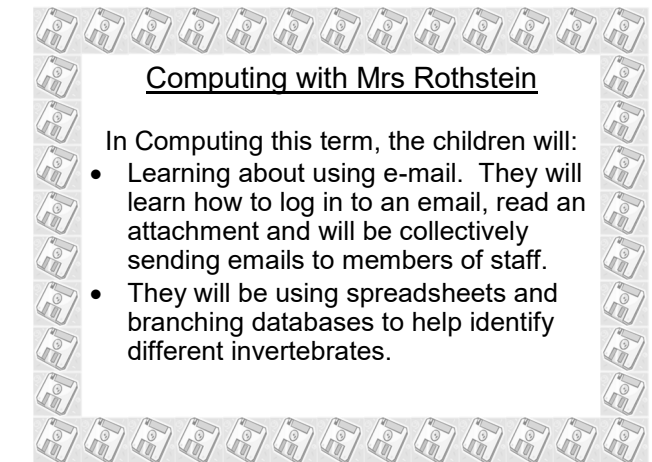 Computing with Mrs Rothstein
In Computing this term, the children will:
• Learning about using e-mail.  They will
learn how to log in to an email, read an
attachment and will be collectively
sending emails to members of staff.
• They will be using spreadsheets and
branching databases to help identify
different invertebrates.